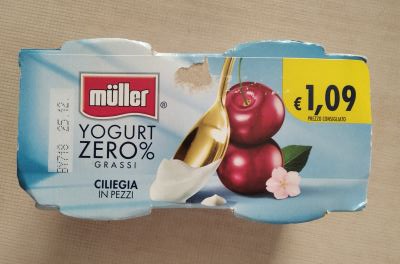 müller®
YOGURT
ZERO%
GRASSI
CILIEGIA
IN PEZZI
€1,09
PREZZO CONSIGLIATO
BY718 25.12